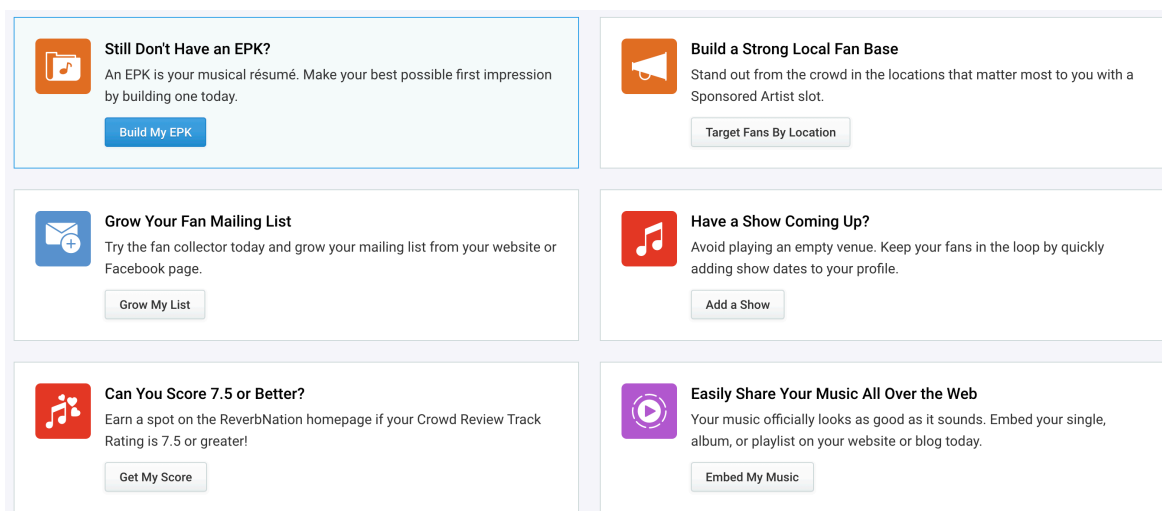 Still Don't Have an EPK?
An EPK is your musical résumé. Make your best possible first impression
by building one today.
Build My EPK
Build a Strong Local Fan Base
Stand out from the crowd in the locations that matter most to you with a
Sponsored Artist slot.
Target Fans By Location
Grow Your Fan Mailing List
Try the fan collector today and grow your mailing list from your website or
Facebook page.
Grow My List
Have a Show Coming Up?
Avoid playing an empty venue. Keep your fans in the loop by quickly
adding show dates to your profile.
Add a Show
Can You Score 7.5 or Better?
Earn a spot on the ReverbNation homepage if your Crowd Review Track
Rating is 7.5 or greater!
Get My Score
Easily Share Your Music All Over the Web
Your music officially looks as good as it sounds. Embed your single,
album, or playlist on your website or blog today.
Embed My Music